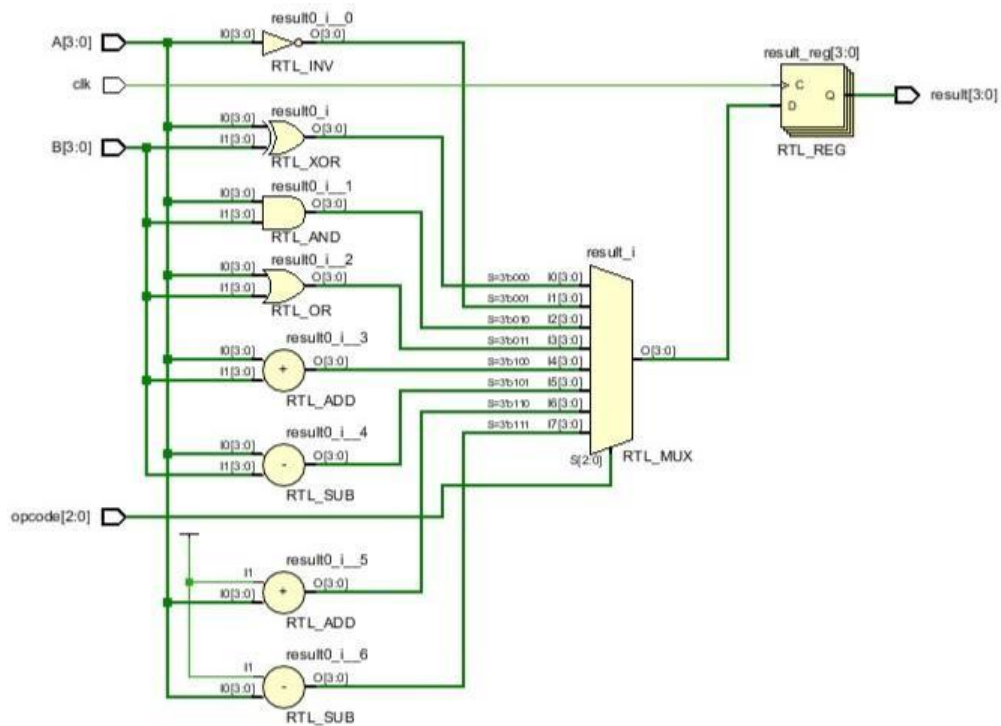 result0_i__0
A[3:0]
I0[3:0]
O[3:0]
RTL_INV
result_reg[3:0]
clk
C
Q
D
result[3:0]
RTL_REG
result0_i
I0[3:0]
O[3:0]
B[3:0]
I1[3:0]
RTL_XOR
result0_i__1
I0[3:0]
O[3:0]
I1[3:0]
RTL_AND
result0_i__2
I0[3:0]
O[3:0]
I1[3:0]
RTL_OR
result_i
S=3'b000 I0[3:0]
S=3'b001 I1[3:0]
S=3'b010 I2[3:0]
S=3'b011 I3[3:0]
S=3'b100 I4[3:0]
S=3'b101 I5[3:0]
S=3'b110 I6[3:0]
S=3'b111 I7[3:0]
O[3:0]
S[2:0]
RTL_MUX
result0_i__3
I0[3:0]
+
O[3:0]
I1[3:0]
RTL_ADD
result0_i__4
I0[3:0]
-
O[3:0]
I1[3:0]
RTL_SUB
opcode[2:0]
result0_i__5
I1
+
O[3:0]
I0[3:0]
RTL_ADD
result0_i__6
I1
-
O[3:0]
I0[3:0]
RTL_SUB